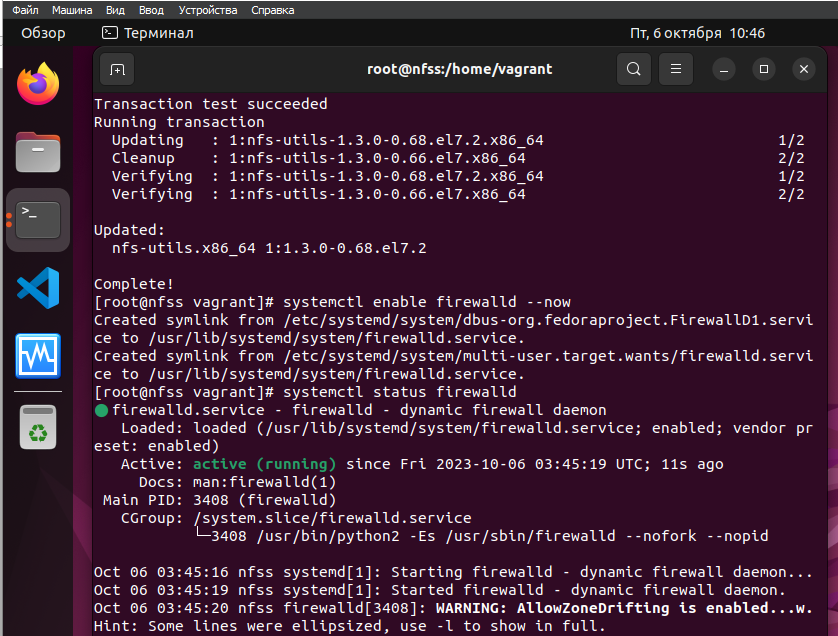 Файл Машина Вид Ввод Устройства Справка
Обзор Терминал Пт, 6 октября 10:46
root@nfss:/home/vagrant
Transaction test succeeded
Running transaction
  Updating   : 1:nfs-utils-1.3.0-0.68.el7.2.x86_64                          1/2
  Cleanup    : 1:nfs-utils-1.3.0-0.66.el7.x86_64                            2/2
  Verifying  : 1:nfs-utils-1.3.0-0.68.el7.2.x86_64                          1/2
  Verifying  : 1:nfs-utils-1.3.0-0.66.el7.x86_64                            2/2
Updated:
  nfs-utils.x86_64 1:1.3.0-0.68.el7.2
Complete!
[root@nfss vagrant]# systemctl enable firewalld --now
Created symlink from /etc/systemd/system/dbus-org.fedoraproject.FirewallD1.servi
ce to /usr/lib/systemd/system/firewalld.service.
Created symlink from /etc/systemd/system/multi-user.target.wants/firewalld.servi
ce to /usr/lib/systemd/system/firewalld.service.
[root@nfss vagrant]# systemctl status firewalld
● firewalld.service - firewalld - dynamic firewall daemon
   Loaded: loaded (/usr/lib/systemd/system/firewalld.service; enabled; vendor pr
eset: enabled)
   Active: active (running) since Fri 2023-10-06 03:45:19 UTC; 11s ago
     Docs: man:firewalld(1)
 Main PID: 3408 (firewalld)
   CGroup: /system.slice/firewalld.service
           └─3408 /usr/bin/python2 -Es /usr/sbin/firewalld --nofork --nopid
Oct 06 03:45:16 nfss systemd[1]: Starting firewalld - dynamic firewall daemon...
Oct 06 03:45:19 nfss systemd[1]: Started firewalld - dynamic firewall daemon.
Oct 06 03:45:20 nfss firewalld[3408]: WARNING: AllowZoneDrifting is enabled...w.
Hint: Some lines were ellipsized, use -l to show in full.